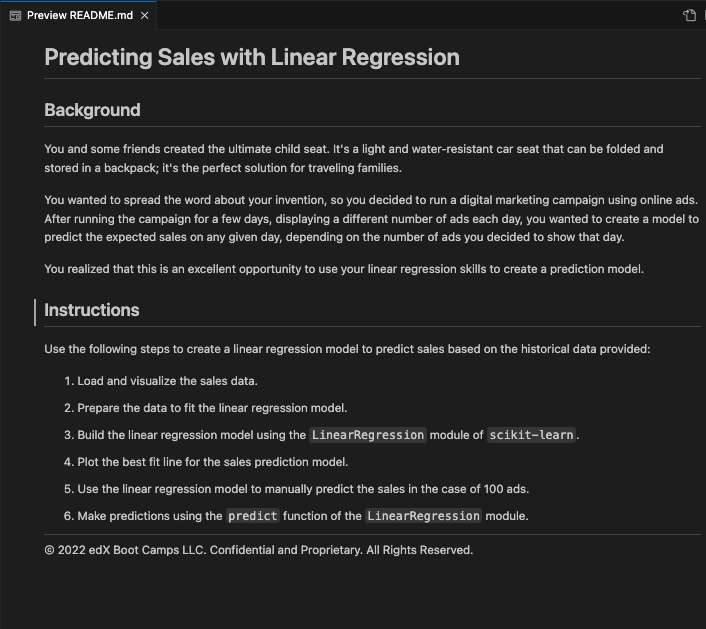 Preview README.md
Predicting Sales with Linear Regression
Background
You and some friends created the ultimate child seat. It's a light and water-resistant car seat that can be folded and
stored in a backpack; it's the perfect solution for traveling families.
You wanted to spread the word about your invention, so you decided to run a digital marketing campaign using online ads.
After running the campaign for a few days, displaying a different number of ads each day, you wanted to create a model to
predict the expected sales on any given day, depending on the number of ads you decided to show that day.
You realized that this is an excellent opportunity to use your linear regression skills to create a prediction model.
Instructions
Use the following steps to create a linear regression model to predict sales based on the historical data provided:
1. Load and visualize the sales data.
2. Prepare the data to fit the linear regression model.
3. Build the linear regression model using the LinearRegression module of scikit-learn.
4. Plot the best fit line for the sales prediction model.
5. Use the linear regression model to manually predict the sales in the case of 100 ads.
6. Make predictions using the predict function of the LinearRegression module.
© 2022 edX Boot Camps LLC. Confidential and Proprietary. All Rights Reserved.